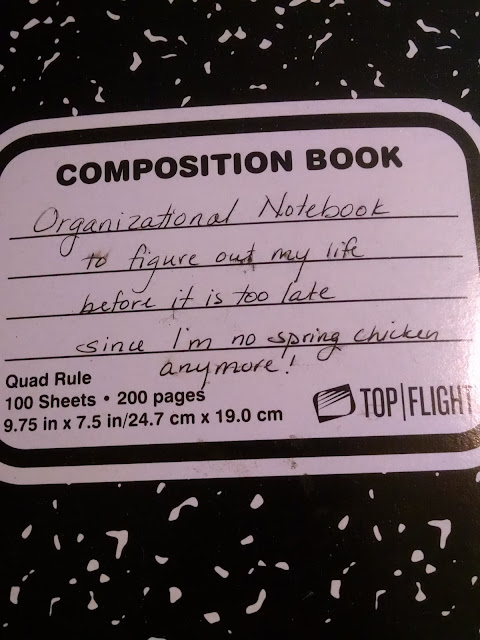 COMPOSITION BOOK
Organizational Notebook
to figure out my life
before it is too late
since I'm no spring chicken
anymore!
Quad Rule
100 Sheets • 200 pages
9.75 in x 7.5 in/24.7 cm x 19.0 cm
TOP|FLIGHT